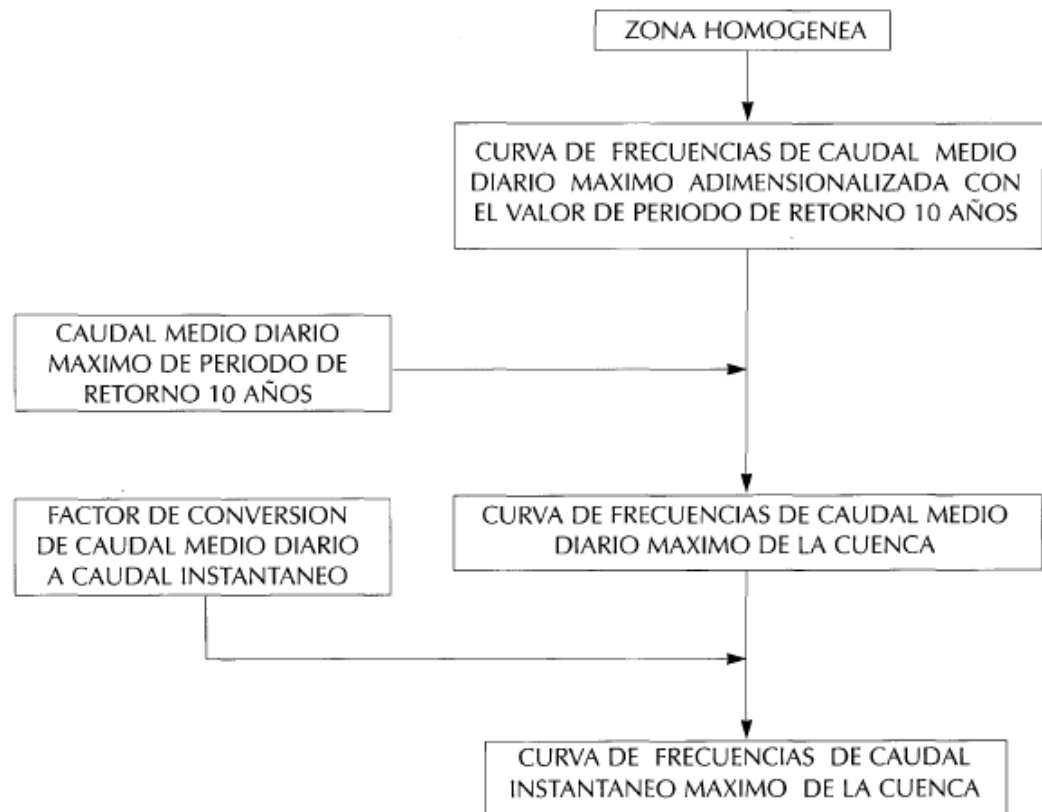 ZONA HOMOGENEA
CURVA DE FRECUENCIAS DE CAUDAL MEDIO
DIARIO MAXIMO ADIMENSIONALIZADA CON
EL VALOR DE PERIODO DE RETORNO 10 AÑOS
CAUDAL MEDIO DIARIO
MAXIMO DE PERIODO DE
RETORNO 10 AÑOS
FACTOR DE CONVERSION
DE CAUDAL MEDIO DIARIO
A CAUDAL INSTANTANEO
CURVA DE FRECUENCIAS DE CAUDAL MEDIO
DIARIO MAXIMO DE LA CUENCA
CURVA DE FRECUENCIAS DE CAUDAL
INSTANTANEO MAXIMO DE LA CUENCA